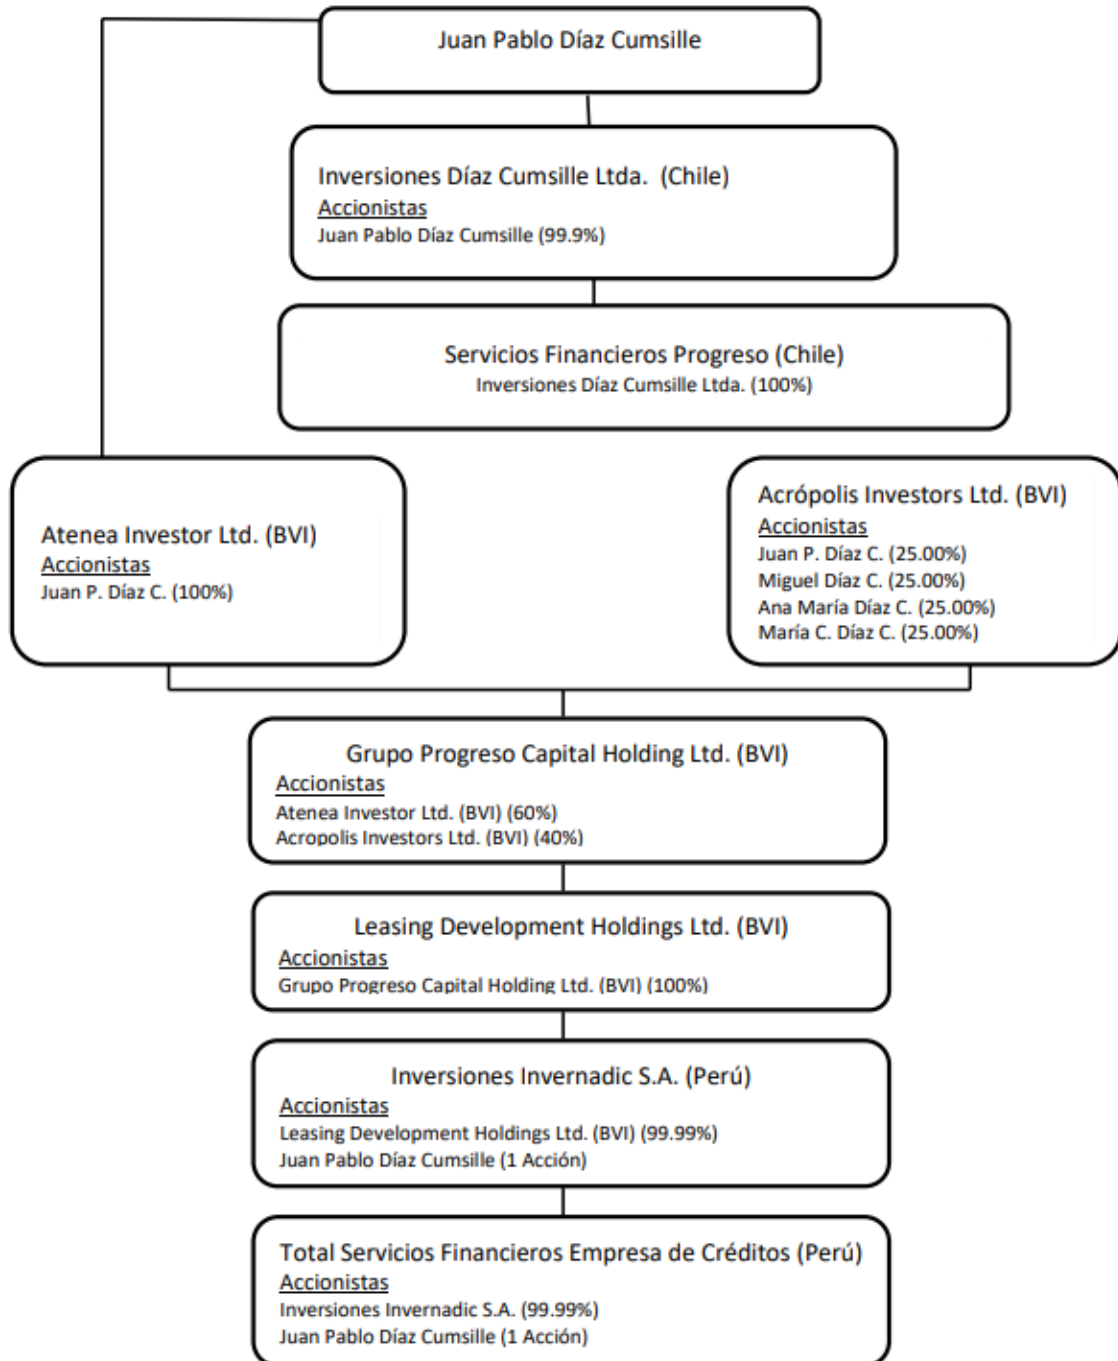 Juan Pablo Díaz Cumsille
Inversiones Díaz Cumsille Ltda. (Chile)
Accionistas
Juan Pablo Díaz Cumsille (99.9%)
Servicios Financieros Progreso (Chile)
Inversiones Díaz Cumsille Ltda. (100%)
Atenea Investor Ltd. (BVI)
Accionistas
Juan P. Díaz C. (100%)
Acrópolis Investors Ltd. (BVI)
Accionistas
Juan P. Díaz C. (25.00%)
Miguel Díaz C. (25.00%)
Ana María Díaz C. (25.00%)
María C. Díaz C. (25.00%)
Grupo Progreso Capital Holding Ltd. (BVI)
Accionistas
Atenea Investor Ltd. (BVI) (60%)
Acropolis Investors Ltd. (BVI) (40%)
Leasing Development Holdings Ltd. (BVI)
Accionistas
Grupo Progreso Capital Holding Ltd. (BVI) (100%)
Inversiones Invernadic S.A. (Perú)
Accionistas
Leasing Development Holdings Ltd. (BVI) (99.99%)
Juan Pablo Díaz Cumsille (1 Acción)
Total Servicios Financieros Empresa de Créditos (Perú)
Accionistas
Inversiones Invernadic S.A. (99.99%)
Juan Pablo Díaz Cumsille (1 Acción)